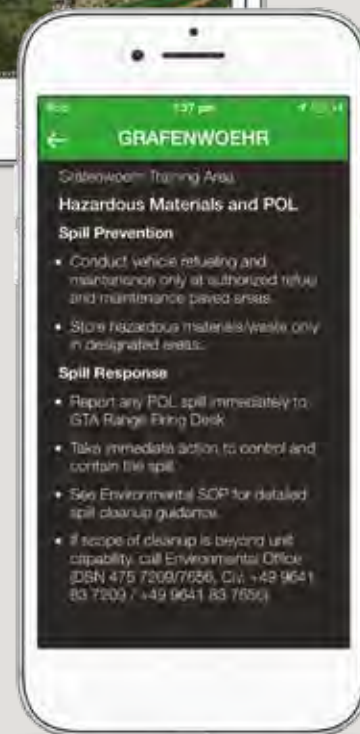 1:37 pm
GRAFENWOEHR
Grafenwoehr Training Area
Hazardous Materials and POL
Spill Prevention
• Conduct vehicle refueling and
maintenance only at authorized refuel
and maintenance paved areas.
• Store hazardous materials/waste only
in designated areas.
Spill Response
• Report any POL spill immediately to
GTA Range Firing Desk
• Take immediate action to control and
contain the spill
• See Environmental SOP for detailed
spill cleanup guidance.
• If scope of cleanup is beyond unit
capability, call Environmental Office
(DSN 475 7209/7656, Civ. +49 9641
83 7209 / +49 9641 83 7656)